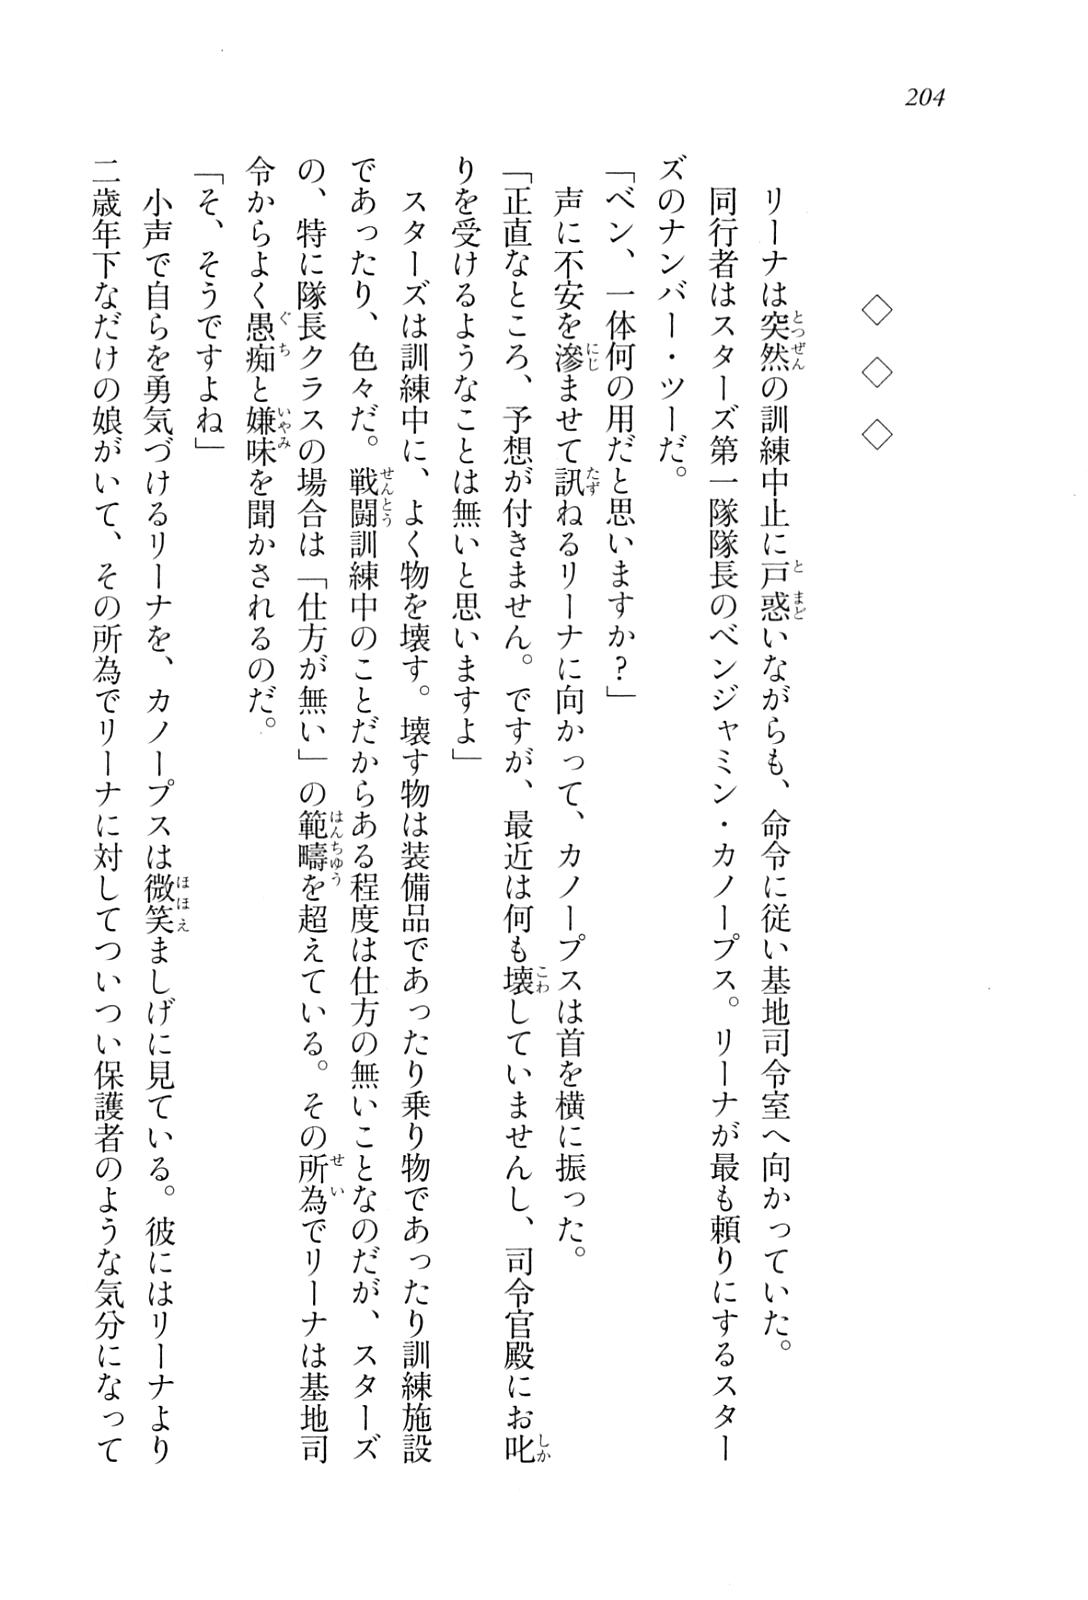 204
◇ ◇ ◇
　リーナは突然の訓練中止に戸惑いながらも、命令に従い基地司令室へ向かっていた。
　同行者はスターズ第一隊隊長のベンジャミン・カノープス。リーナが最も頼りにするスター
ズのナンバー・ツーだ。
「ベン、一体何の用だと思いますか？」
　声に不安を滲ませて訊ねるリーナに向かって、カノープスは首を横に振った。
「正直なところ、予想が付きません。ですが、最近は何も壊していませんし、司令官殿にお叱
りを受けるようなことは無いと思いますよ」
　スターズは訓練中に、よく物を壊す。壊す物は装備品であったり乗り物であったり訓練施設
であったり、色々だ。戦闘訓練中のことだからある程度は仕方の無いことなのだが、スターズ
の、特に隊長クラスの場合は「仕方が無い」の範疇を超えている。その所為でリーナは基地司
令からよく愚痴と嫌味を聞かされるのだ。
「そ、そうですよね」
　小声で自らを勇気づけるリーナを、カノープスは微笑ましげに見ている。彼にはリーナより
二歳年下なだけの娘がいて、その所為でリーナに対してついつい保護者のような気分になって